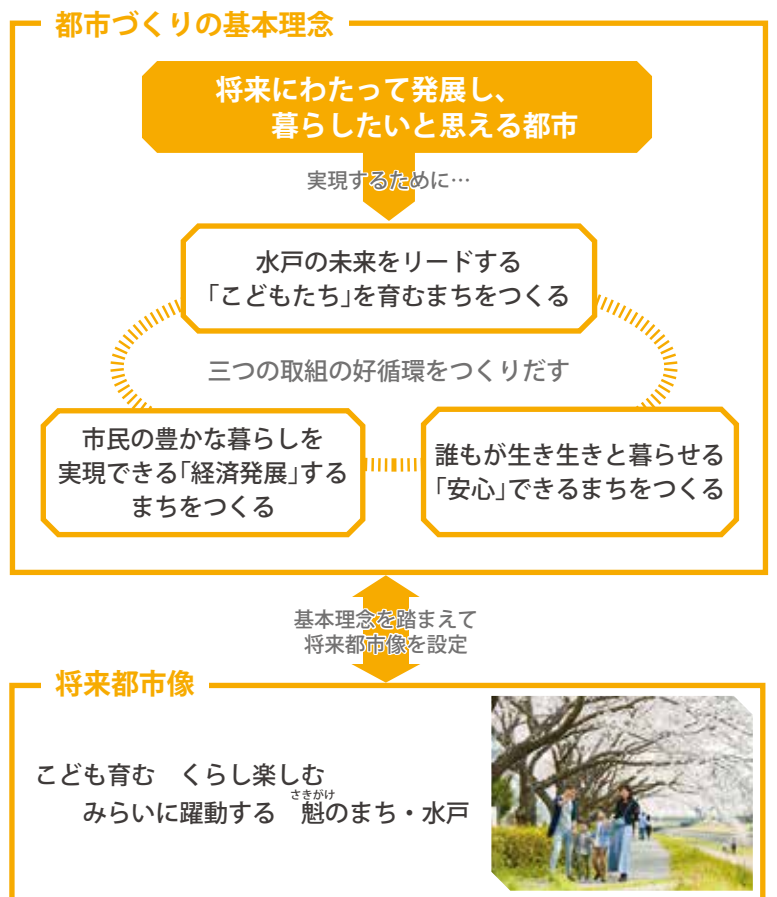 都市づくりの基本理念
将来にわたって発展し、
暮らしたいと思える都市
実現するために…
水戸の未来をリードする
「こどもたち」を育むまちをつくる
三つの取組の好循環をつくりだす
市民の豊かな暮らしを
実現できる「経済発展」する
まちをつくる
誰もが生き生きと暮らせる
「安心」できるまちをつくる
基本理念を踏まえて
将来都市像を設定
将来都市像
こども育む　くらし楽しむ
さきがけ
みらいに躍動する　魁のまち・水戸